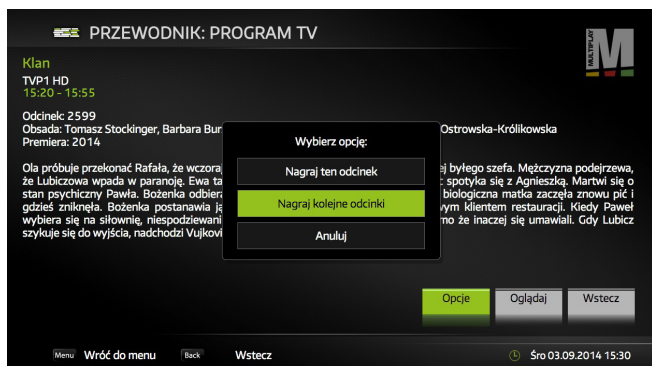 PRZEWODNIK: PROGRAM TV
MULTIPLAY
M
Klan
TVP1 HD
15:20 - 15:55
Odcinek: 2599
Obsada: Tomasz Stockinger, Barbara Bur Ostrowska-Królikowska
Premiera: 2014
Ola próbuje przekonać Rafała, że wczoraj ej byłego szefa. Mężczyzna podejrzewa,
że Lubiczowa wpada w paranoję. Ewa ta spotyka się z Agnieszką. Martwi się o
stan psychiczny Pawła. Bożenka odbiera biologiczna matka zaczęła znowu pić i
gdzieś zniknęła. Bożenka postanawia ją wym klientem restauracji. Kiedy Paweł
wybiera się na siłownię, niespodziewani mo że inaczej się umawiali. Gdy Lubicz
szykuje się do wyjścia, nadchodzi Vujkovi
Wybierz opcję:
Nagraj ten odcinek
Nagraj kolejne odcinki
Anuluj
Opcje Oglądaj Wstecz
Menu Wróć do menu Back Wstecz Śro 03.09.2014 15:30